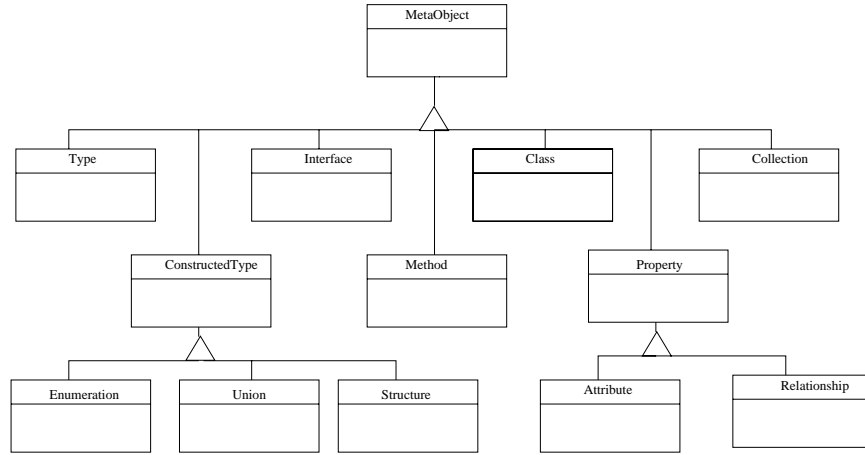 MetaObject
Type
Interface
Class
Collection
ConstructedType
Method
Property
Enumeration
Union
Structure
Attribute
Relationship